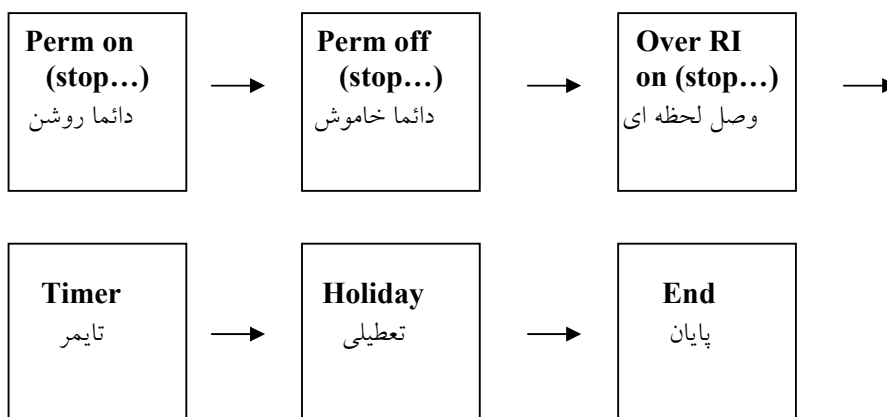 Perm on
(stop…)
دائما روشن
Perm off
(stop…)
دائما خاموش
Over RI
on (stop…)
وصل لحظه ای
Timer
تایمر
Holiday
تعطیلی
End
پایان